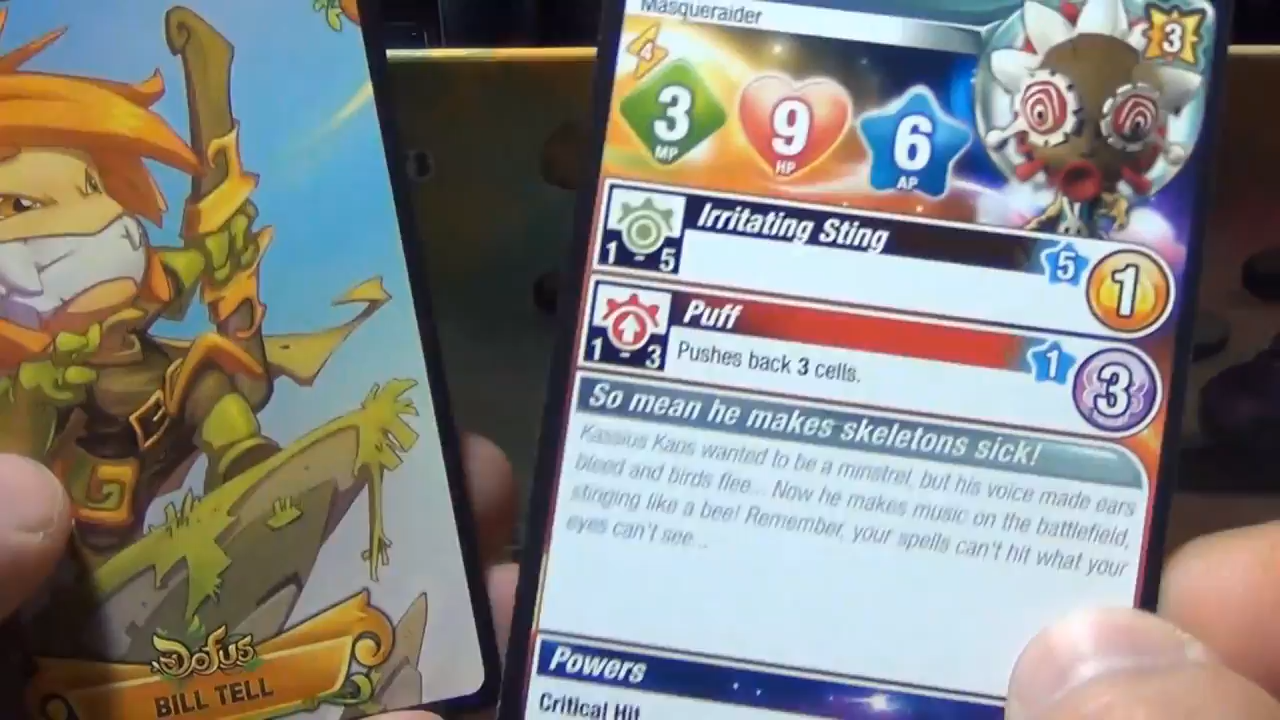 DOFUS
BILL TELL
Masqueraider
4
3
MP
9
HP
6
AP
3
Irritating Sting
1 - 5
5
1
Puff
1 - 3
Pushes back 3 cells.
1
3
So mean he makes skeletons sick!
Kassius Kaos wanted to be a minstrel, but his voice made ears
bleed and birds flee... Now he makes music on the battlefield,
stinging like a bee! Remember, your spells can't hit what your
eyes can't see...
Powers
Critical Hit